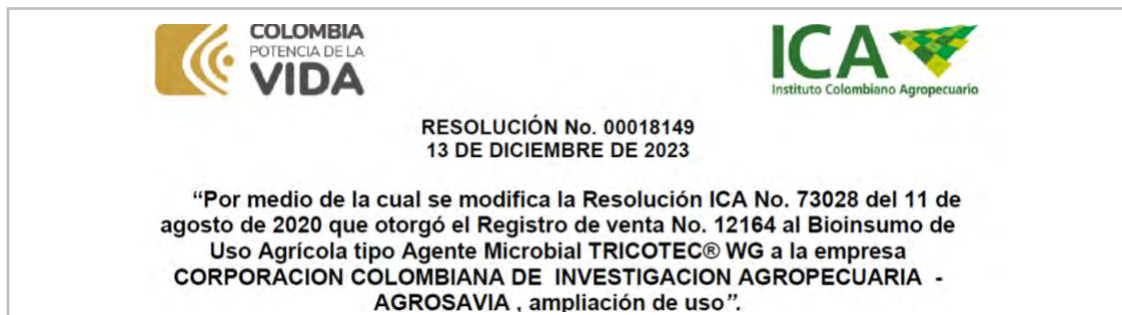 COLOMBIA
POTENCIA DE LA
VIDA
ICA
Instituto Colombiano Agropecuario
RESOLUCIÓN No. 00018149
13 DE DICIEMBRE DE 2023
“Por medio de la cual se modifica la Resolución ICA No. 73028 del 11 de
agosto de 2020 que otorgó el Registro de venta No. 12164 al Bioinsumo de
Uso Agrícola tipo Agente Microbial TRICOTEC® WG a la empresa
CORPORACION COLOMBIANA DE INVESTIGACION AGROPECUARIA -
AGROSAVIA , ampliación de uso”.